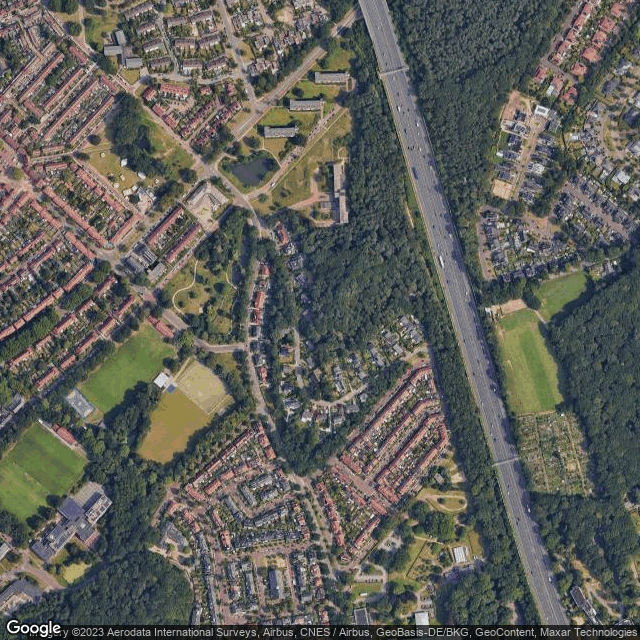 Google
©2023 Aerodata International Surveys, Airbus, CNES / Airbus, GeoBasis-DE/BKG, GeoContent, Maxar Technologies